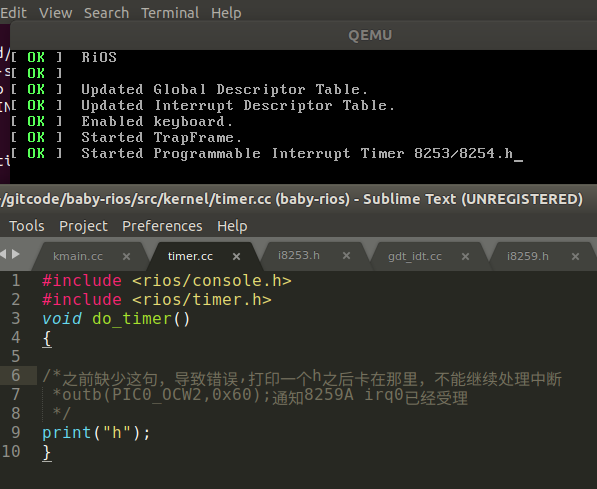 Edit View Search Terminal Help
QEMU
[ OK ] RiOS
[ OK ]
[ OK ] Updated Global Descriptor Table.
[ OK ] Updated Interrupt Descriptor Table.
[ OK ] Enabled keyboard.
[ OK ] Started TrapFrame.
[ OK ] Started Programmable Interrupt Timer 8253/8254.h_
/gitcode/baby-rios/src/kernel/timer.cc (baby-rios) - Sublime Text (UNREGISTERED)
Tools Project Preferences Help
kmain.cc × timer.cc × i8253.h × gdt_idt.cc × i8259.h ×
1 #include <rios/console.h>
2 #include <rios/timer.h>
3 void do_timer()
4 {
5
6 /*之前缺少这句，导致错误,打印一个h之后卡在那里，不能继续处理中断
7 *outb(PIC0_OCW2,0x60);通知8259A irq0已经受理
8 */
9 print("h");
10 }